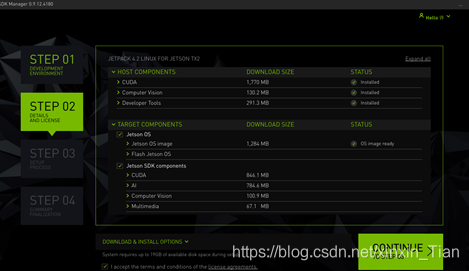 SDK Manager 0.9.12.4180
Hello
STEP 01
DEVELOPMENT ENVIRONMENT
JETPACK 4.2 LINUX FOR JETSON TX2
Expand all
HOST COMPONENTS DOWNLOAD SIZE STATUS
CUDA 1,770 MB Installed
Computer Vision 130.2 MB Installed
Developer Tools 291.3 MB Installed
STEP 02
DETAILS
AND LICENSE
TARGET COMPONENTS DOWNLOAD SIZE STATUS
Jetson OS
Jetson OS image 1,284 MB OS image ready
Flash Jetson OS
STEP 03
SETUP
PROCESS
Jetson SDK components
CUDA 846.1 MB
AI 784.6 MB
Computer Vision 100.9 MB
Multimedia 67.1 MB
STEP 04
SUMMARY
FINALIZATION
DOWNLOAD & INSTALL OPTIONS
System requires up to 19GB of available disk space during setup
I accept the terms and conditions of the license agreements.
CONTINUE
https://blog.csdn.net/xinxin_Tian